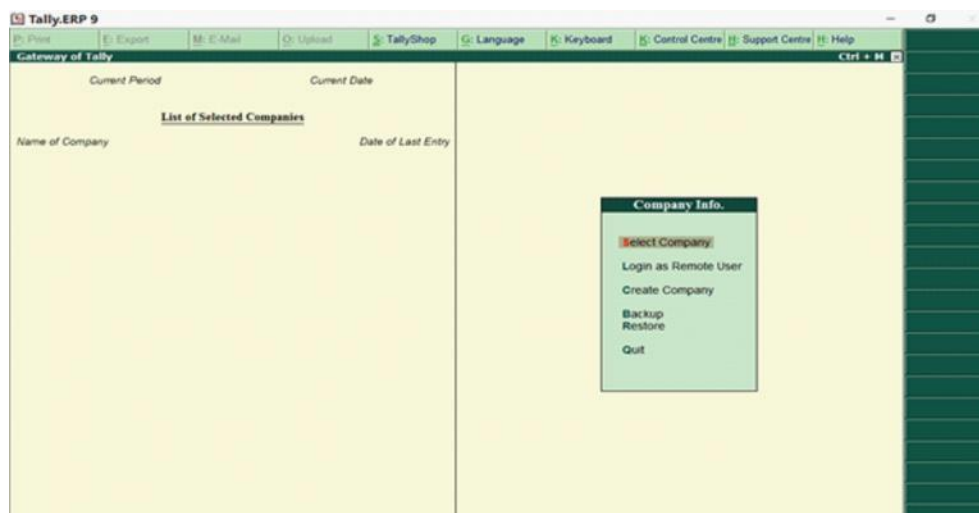 Tally.ERP 9
P: Print E: Export M: E-Mail O: Upload S: TallyShop G: Language K: Keyboard K: Control Centre H: Support Centre H: Help
Gateway of Tally Ctrl + M
Current Period Current Date
List of Selected Companies
Name of Company Date of Last Entry
Company Info.
Select Company
Login as Remote User
Create Company
Backup
Restore
Quit